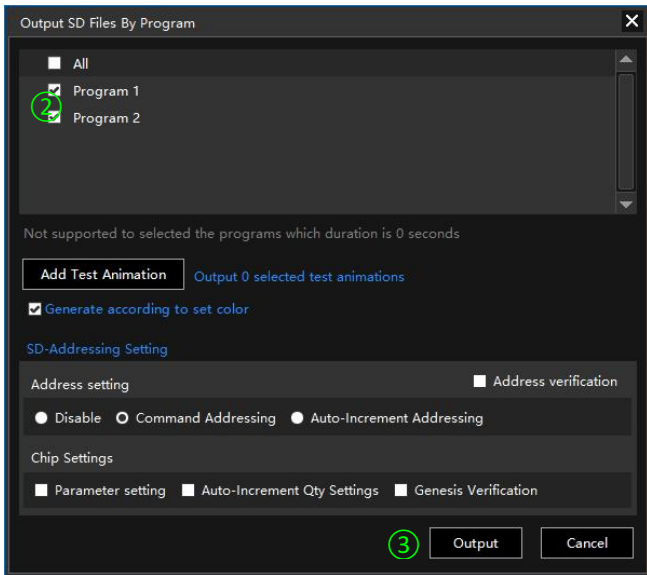 Output SD Files By Program
All
Program 1
②
Program 2
Not supported to selected the programs which duration is 0 seconds
Add Test Animation Output 0 selected test animations
Generate according to set color
SD-Addressing Setting
Address setting Address verification
Disable Command Addressing Auto-Increment Addressing
Chip Settings
Parameter setting Auto-Increment Qty Settings Genesis Verification
③ Output Cancel